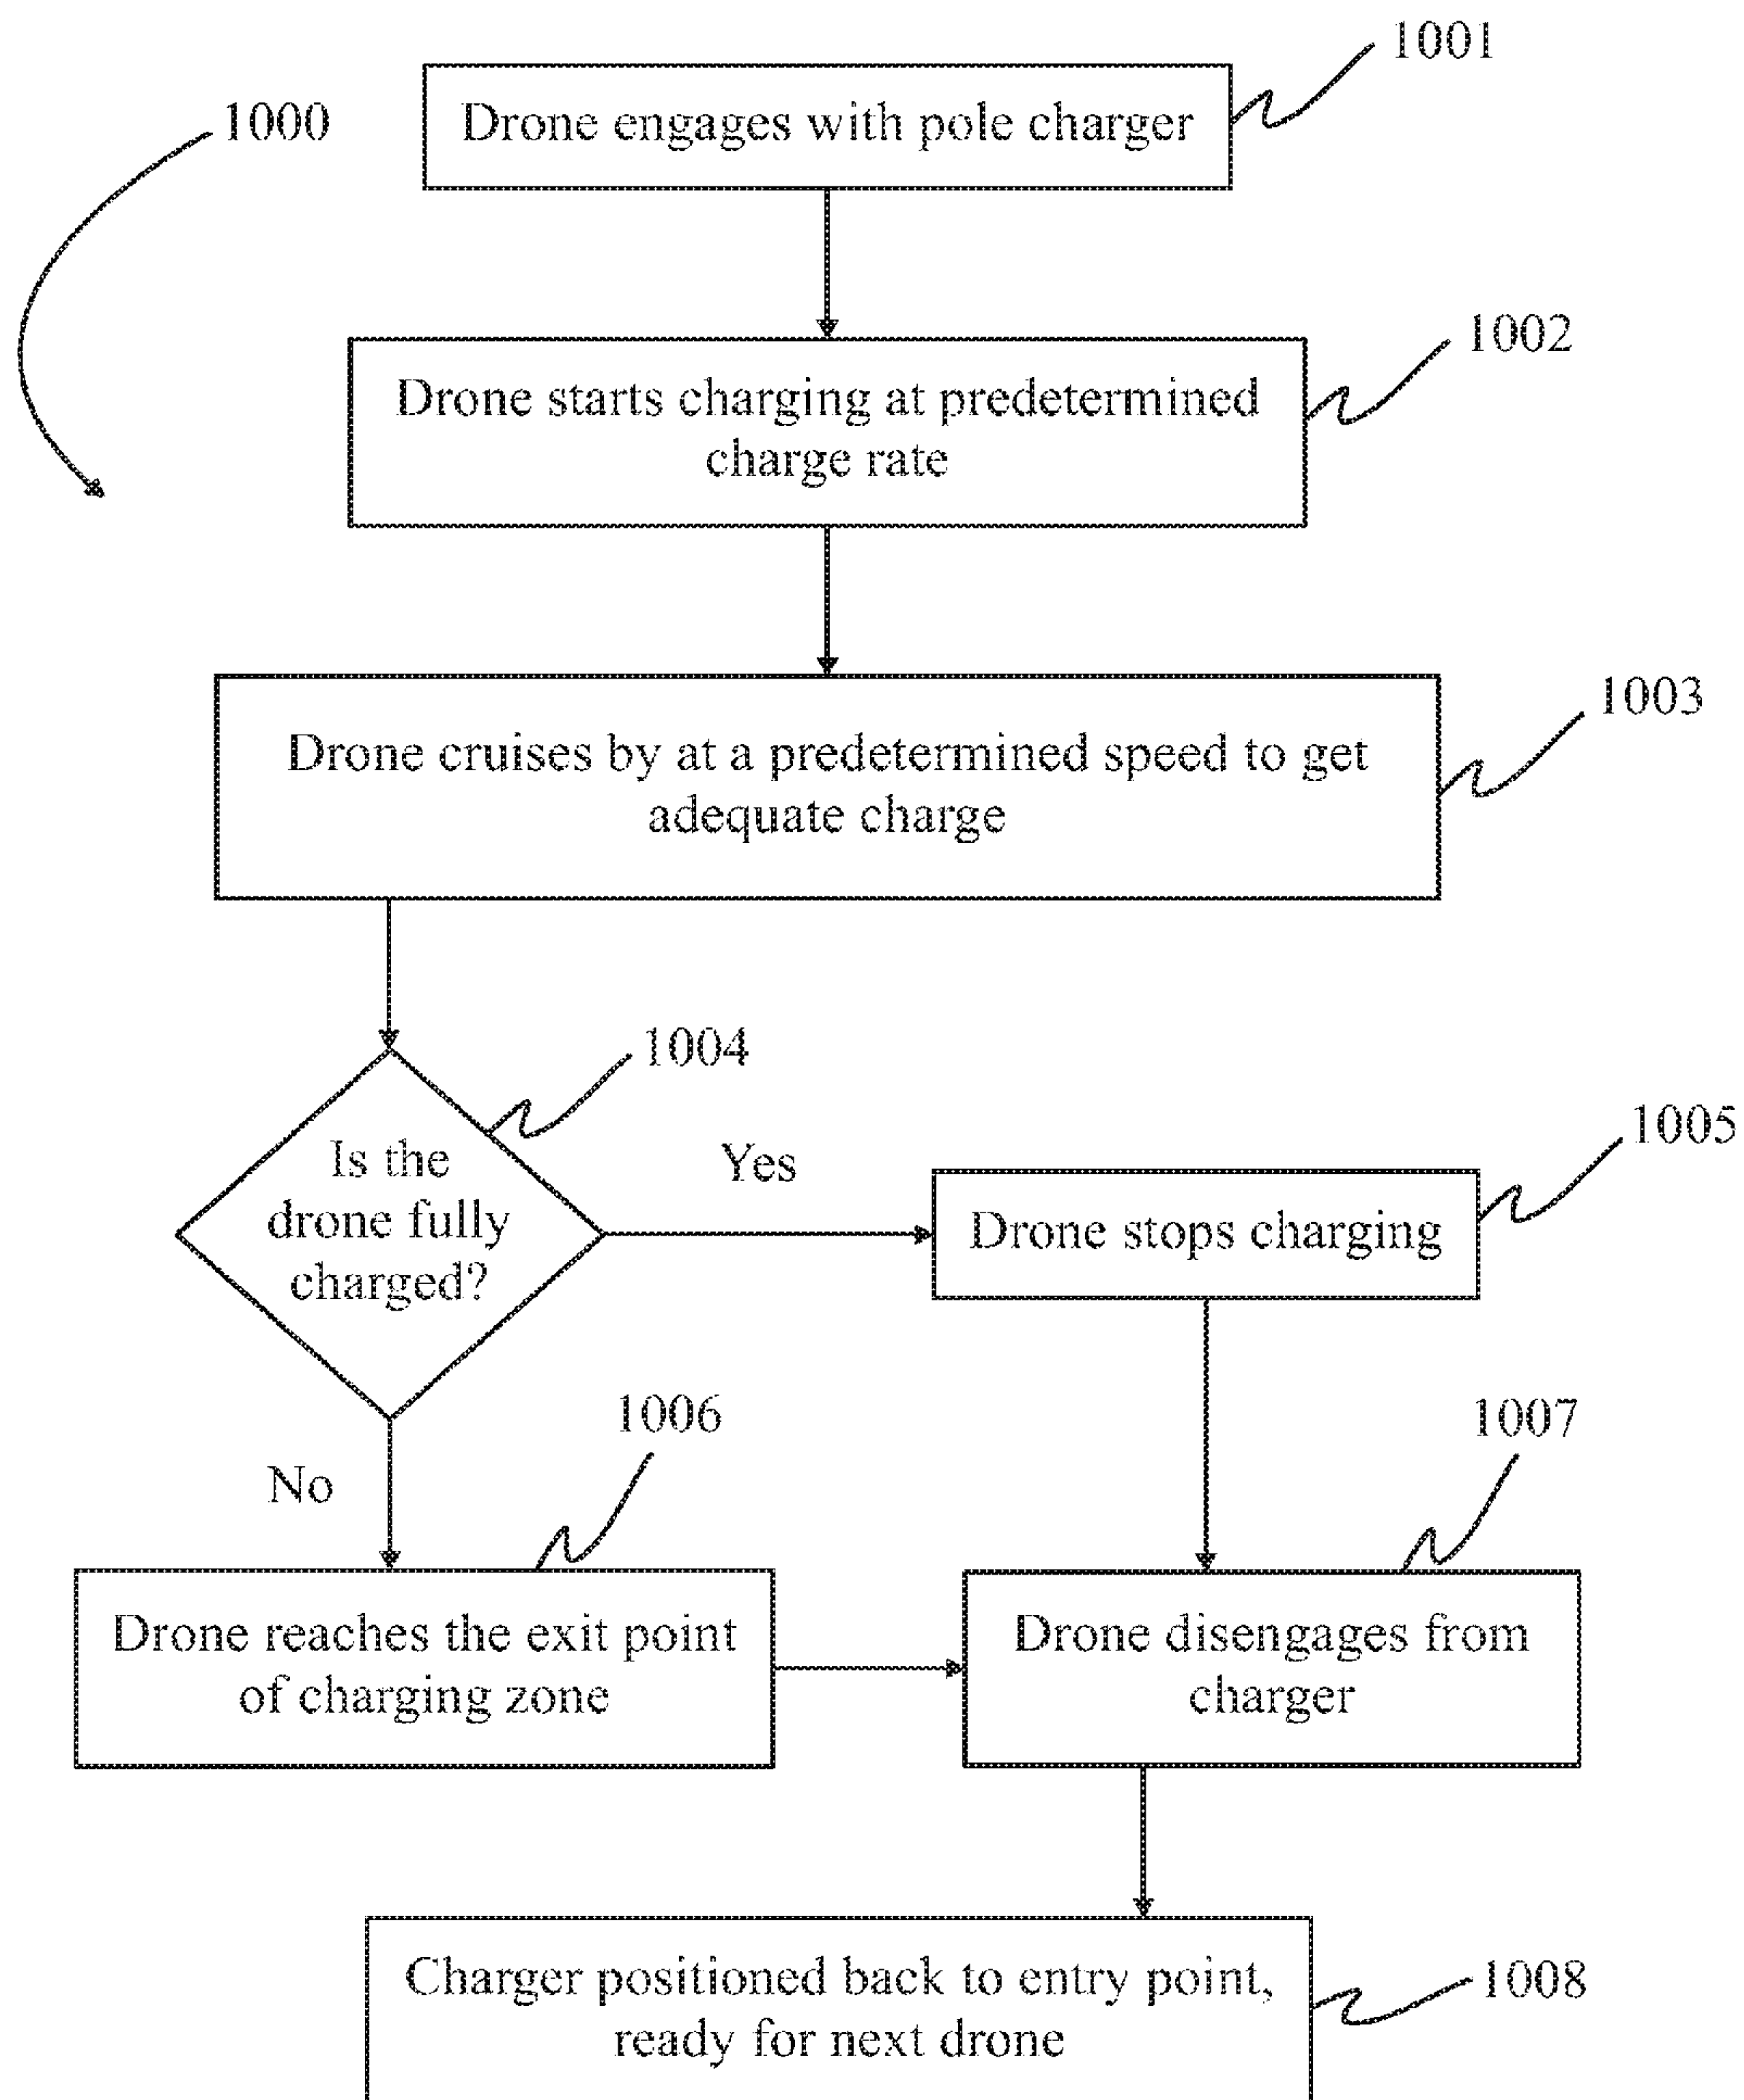 1001
1000
Drone engages with pole charger
1002
Drone starts charging at predetermined
charge rate
1003
Drone cruises by at a predetermined speed to get
adequate charge
1004
Is the
drone fully
charged?
Yes
1005
Drone stops charging
No
1006
1007
Drone reaches the exit point
of charging zone
Drone disengages from
charger
Charger positioned back to entry point,
ready for next drone
1008